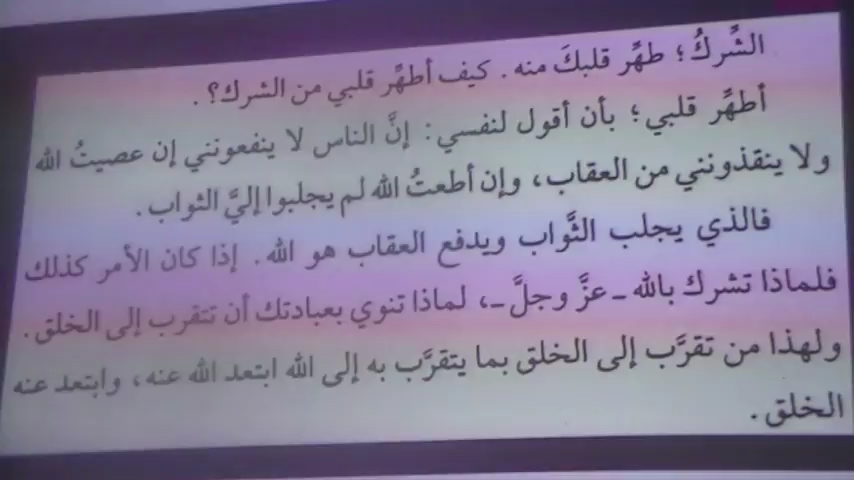 الشِّركُ؛ طهِّر قلبكَ منه. كيف أطهِّر قلبي من الشرك؟.
أطهِّر قلبي؛ بأن أقول لنفسي: إنَّ الناس لا ينفعونني إن عصيتُ الله
ولا ينقذونني من العقاب، وإن أطعتُ الله لم يجلبوا إليَّ الثواب.
فالذي يجلب الثَّواب ويدفع العقاب هو الله. إذا كان الأمر كذلك
فلماذا تشرك بالله ـ عزَّ وجلَّ ـ، لماذا تنوي بعبادتك أن تتقرب إلى الخلق.
ولهذا من تقرَّب إلى الخلق بما يتقرَّب به إلى الله ابتعد الله عنه، وابتعد عنه
الخلق.